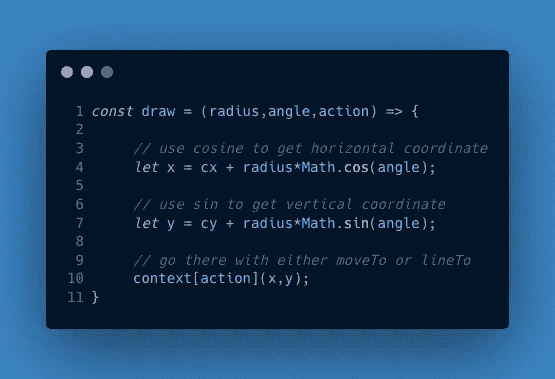 1 const draw = (radius,angle,action) => {
2
3 // use cosine to get horizontal coordinate
4 let x = cx + radius*Math.cos(angle);
5
6 // use sin to get vertical coordinate
7 let y = cy + radius*Math.sin(angle);
8
9 // go there with either moveTo or lineTo
10 context[action](x,y);
11 }